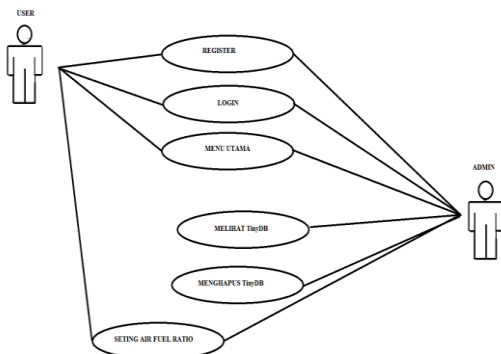 USER
REGISTER
LOGIN
MENU UTAMA
ADMIN
MELIHAT TinyDB
MENGHAPUS TinyDB
SETING AIR FUEL RATIO